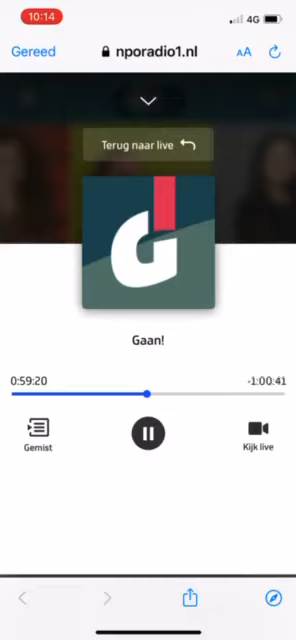 10:14
4G
Gereed
nporadio1.nl
AA
Terug naar live
G
Gaan!
0:59:20
-1:00:41
Gemist
Kijk live